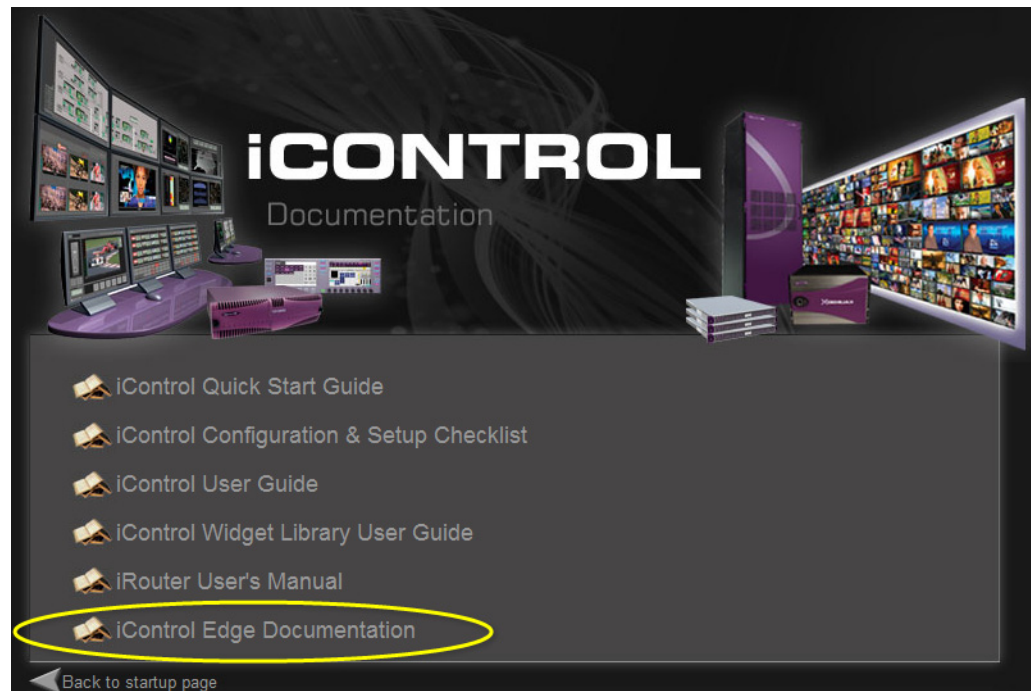 iCONTROL
Documentation
iControl Quick Start Guide
iControl Configuration & Setup Checklist
iControl User Guide
iControl Widget Library User Guide
iRouter User's Manual
iControl Edge Documentation
Back to startup page